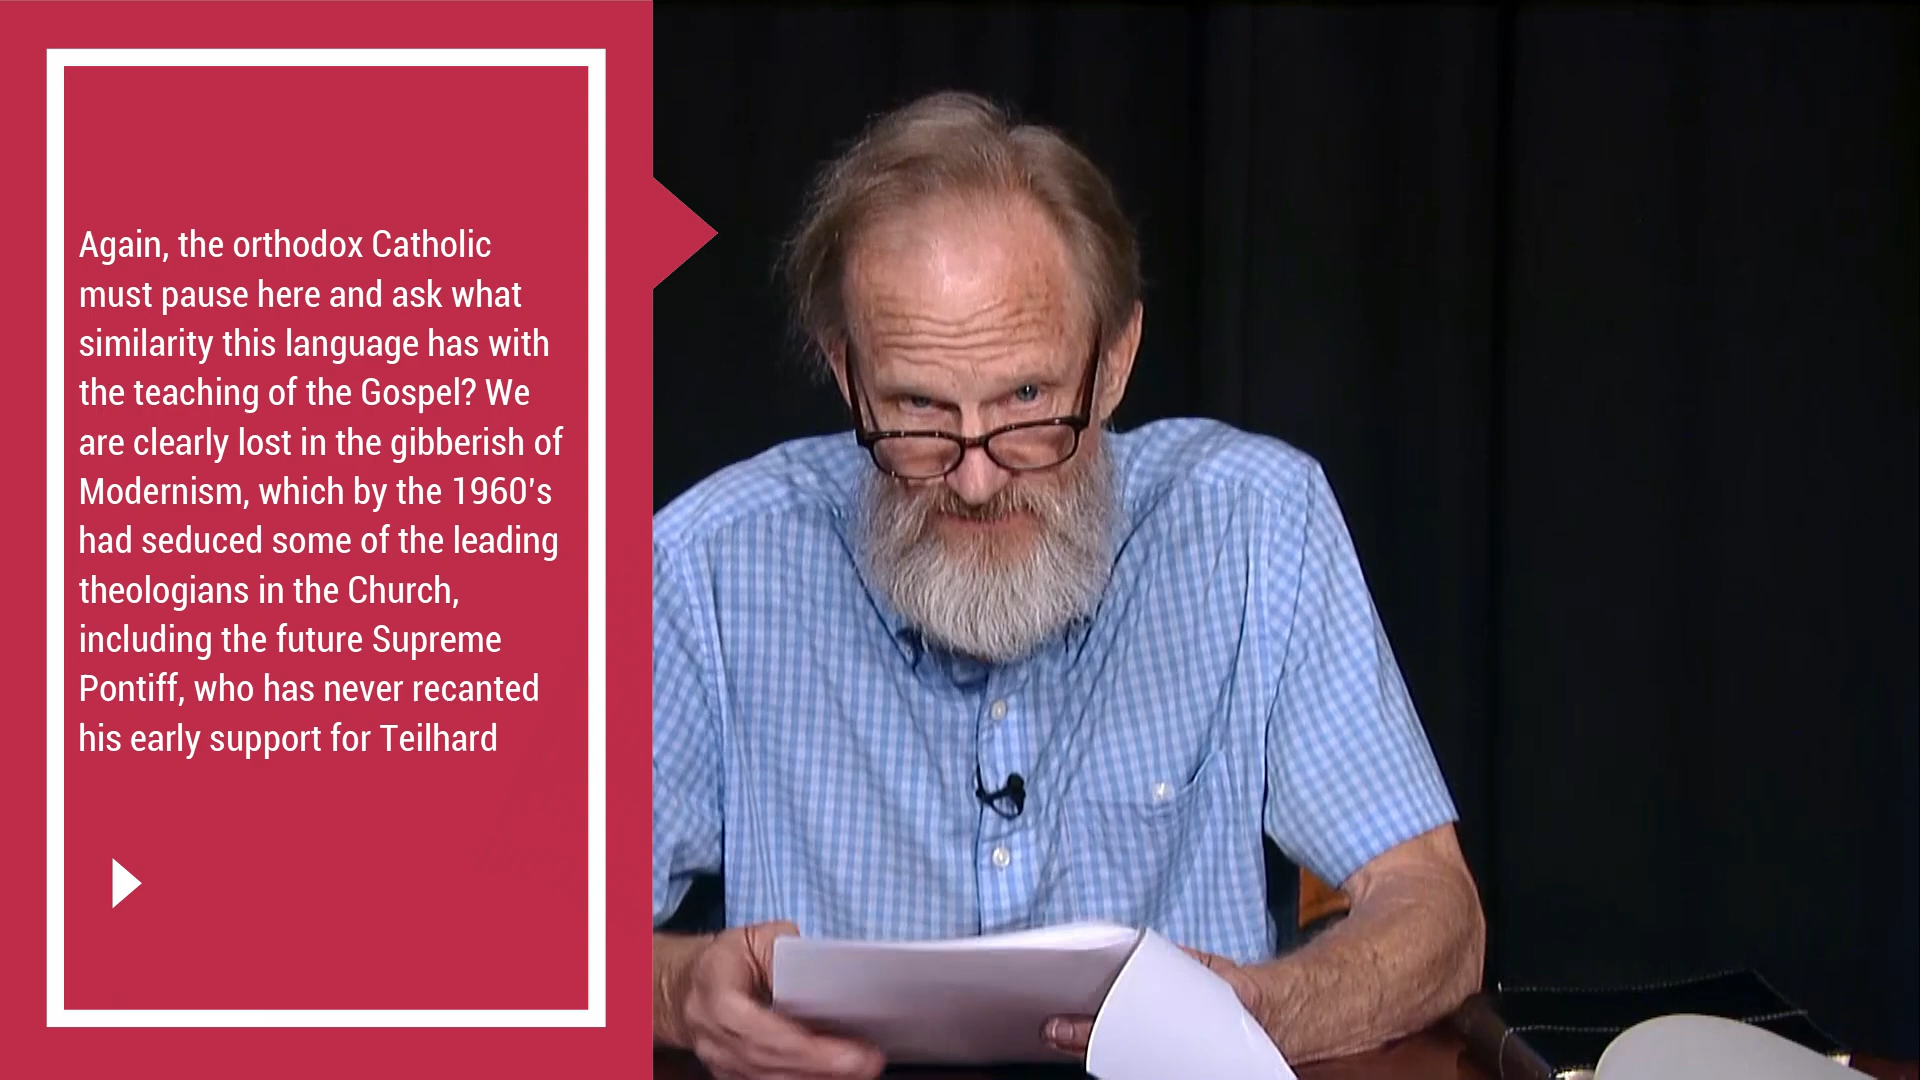 Again, the orthodox Catholic
must pause here and ask what
similarity this language has with
the teaching of the Gospel? We
are clearly lost in the gibberish of
Modernism, which by the 1960's
had seduced some of the leading
theologians in the Church,
including the future Supreme
Pontiff, who has never recanted
his early support for Teilhard